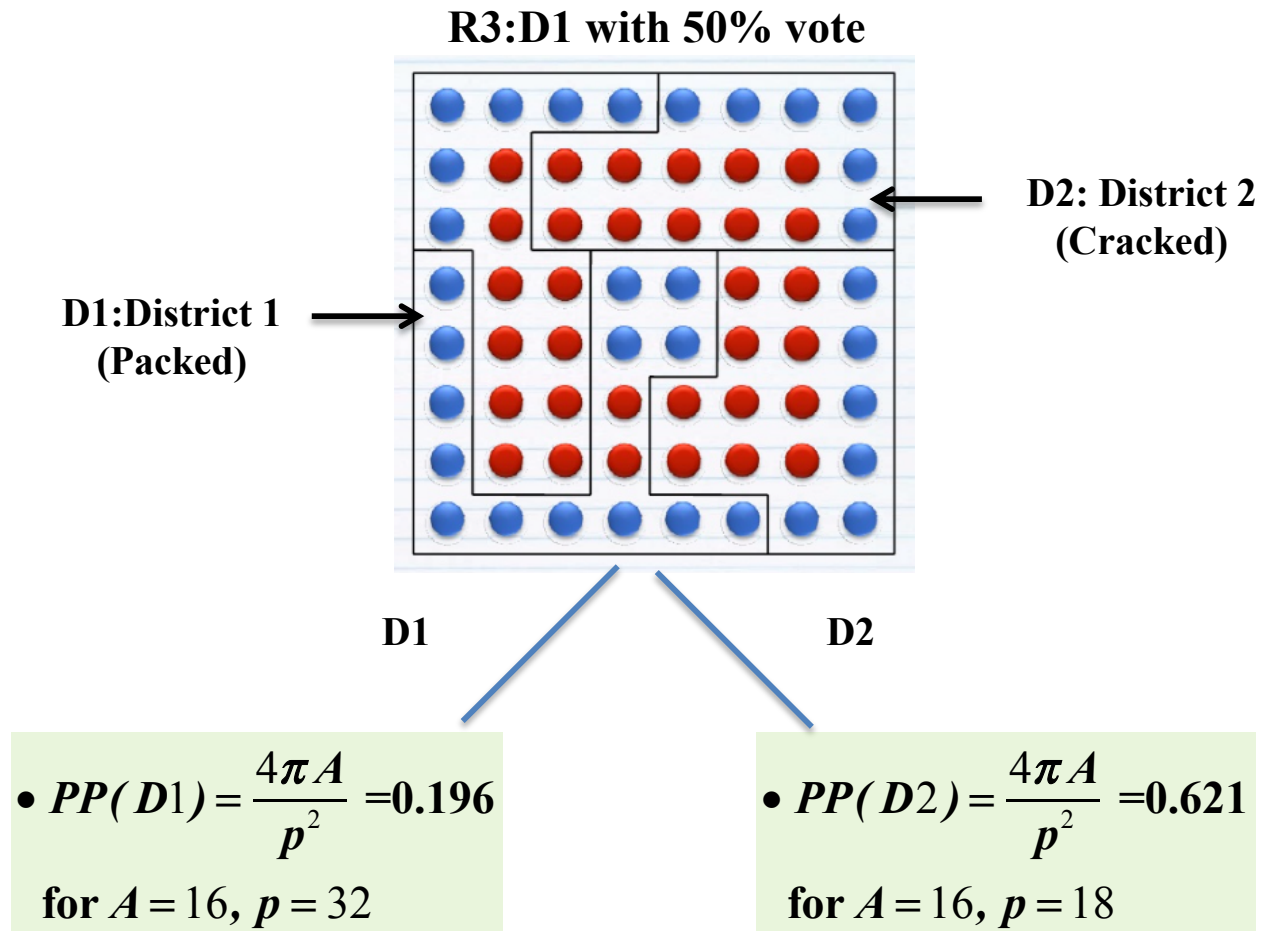 R3:D1 with 50% vote
D2: District 2
(Cracked)
D1:District 1
(Packed)
D1
D2
• PP(D1) = 4πA / p² =0.196
for A = 16, p = 32
• PP(D2) = 4πA / p² =0.621
for A = 16, p = 18